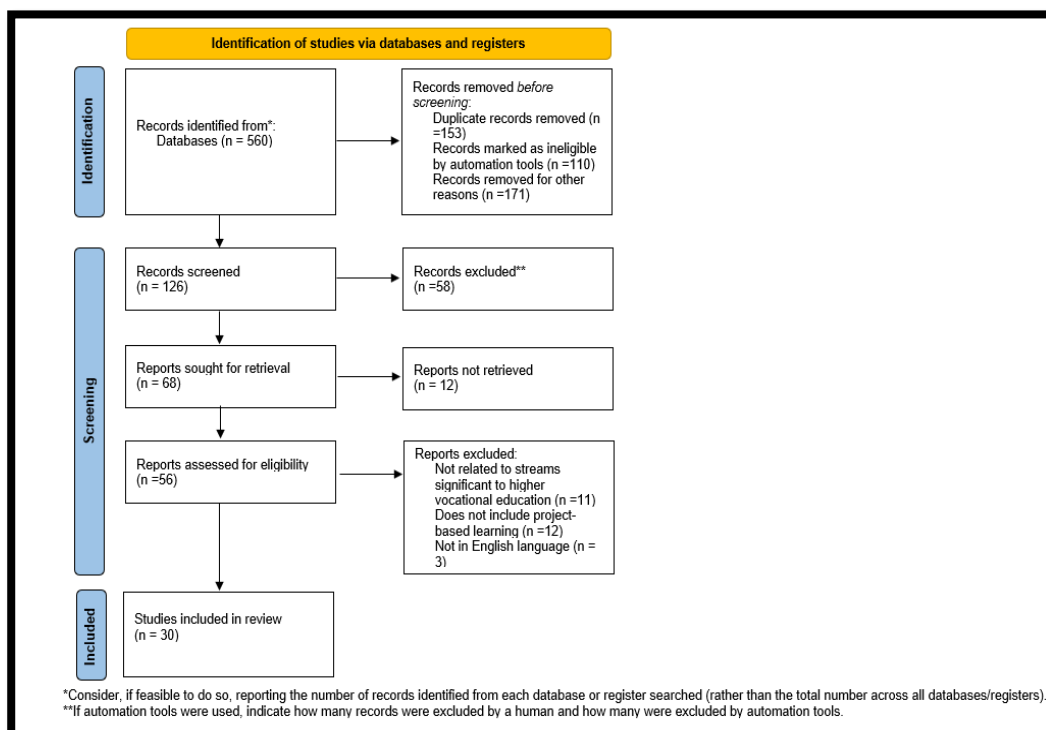 Identification of studies via databases and registers
Identification
Records identified from*:
Databases (n = 560)
Records removed before
screening:
Duplicate records removed (n
=153)
Records marked as ineligible
by automation tools (n =110)
Records removed for other
reasons (n =171)
Screening
Records screened
(n = 126)
Records excluded**
(n =58)
Reports sought for retrieval
(n = 68)
Reports not retrieved
(n = 12)
Reports assessed for eligibility
(n =56)
Reports excluded:
Not related to streams
significant to higher
vocational education (n =11)
Does not include project-
based learning (n =12)
Not in English language (n =
3)
Included
Studies included in review
(n = 30)
*Consider, if feasible to do so, reporting the number of records identified from each database or register searched (rather than the total number across all databases/registers).
**If automation tools were used, indicate how many records were excluded by a human and how many were excluded by automation tools.